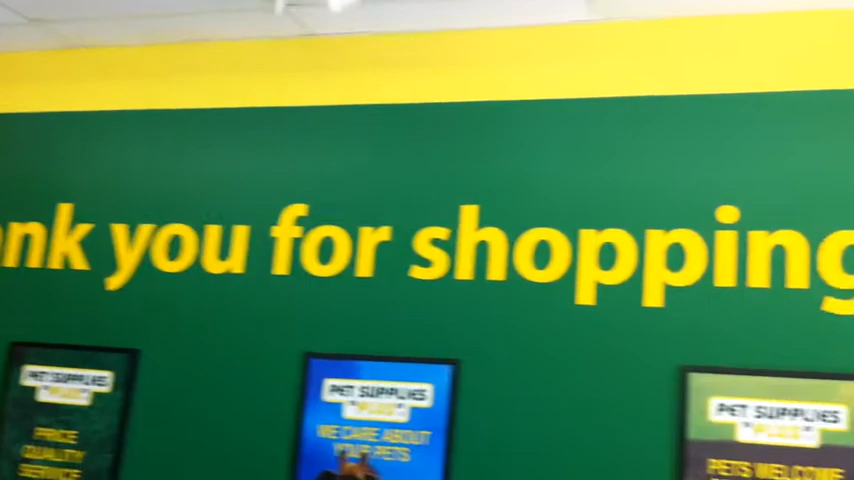 ank you for shopping
PET SUPPLIES
PLUS
PRICE
QUALITY
SERVICE
PET SUPPLIES
PLUS
WE CARE ABOUT
YOUR PETS
PET SUPPLIES
PLUS
PETS WELCOME